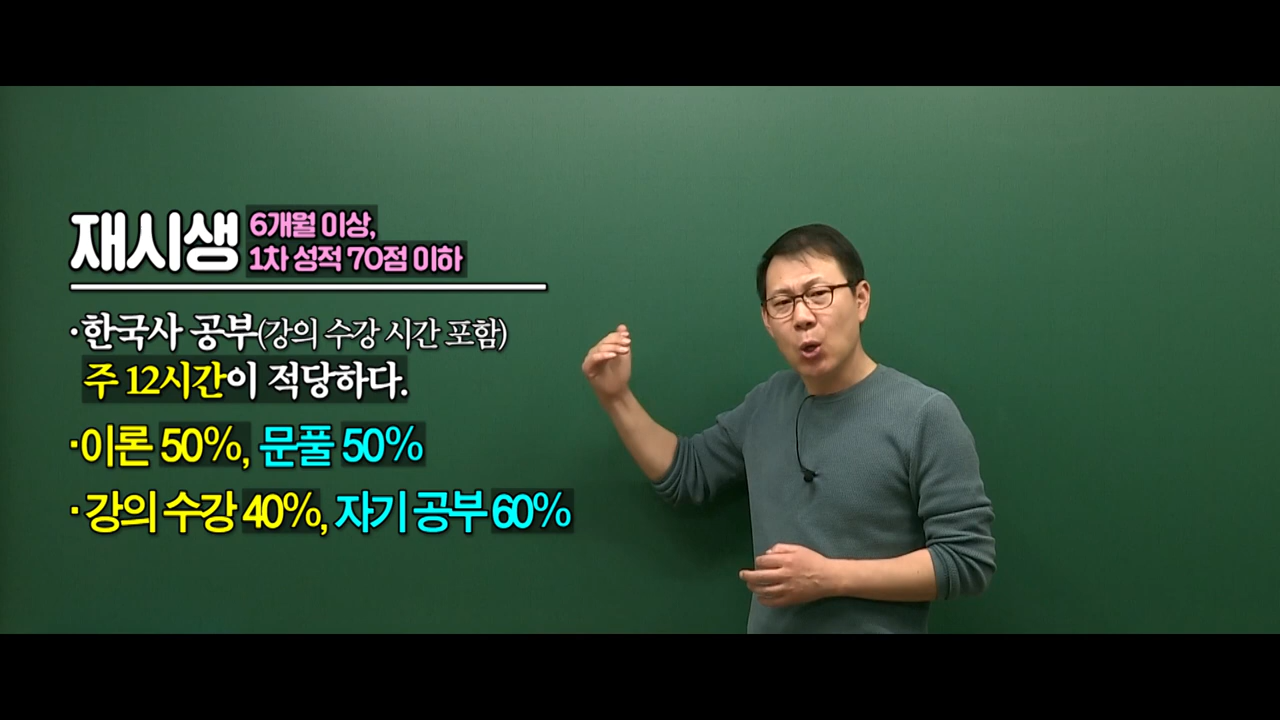 재시생 6개월 이상,
1차 성적 70점 이하
·한국사 공부(강의 수강 시간 포함)
주 12시간이 적당하다.
·이론 50%, 문풀 50%
·강의 수강 40%, 자기 공부 60%